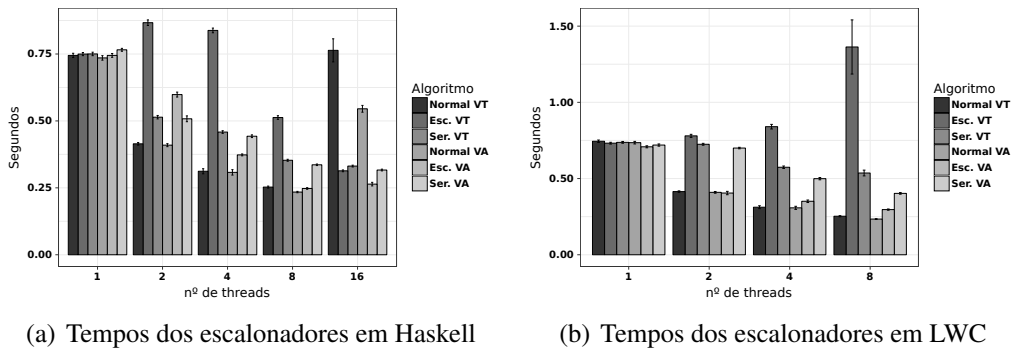 Segundos
0.75
0.50
0.25
0.00
1 2 4 8 16
nº de threads
Algoritmo
Normal VT
Esc. VT
Ser. VT
Normal VA
Esc. VA
Ser. VA
(a) Tempos dos escalonadores em Haskell
Segundos
1.50
1.00
0.50
0.00
1 2 4 8
nº de threads
Algoritmo
Normal VT
Esc. VT
Ser. VT
Normal VA
Esc. VA
Ser. VA
(b) Tempos dos escalonadores em LWC